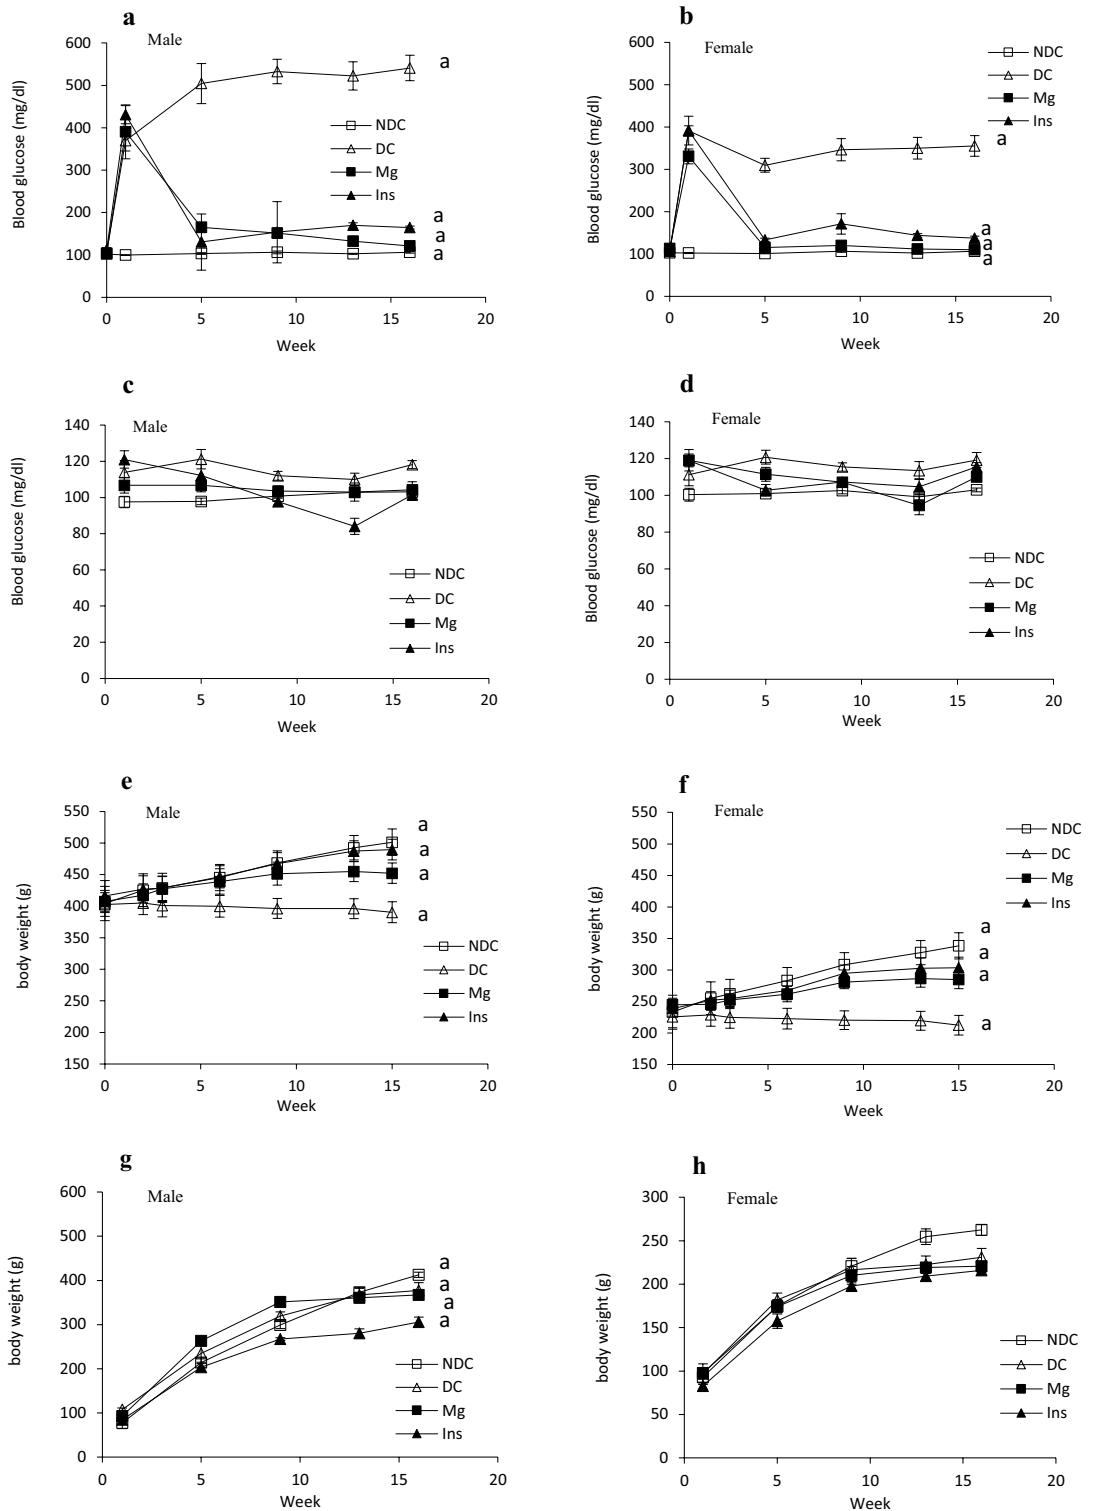 a
Male
Blood glucose (mg/dl)
600
500
400
300
200
100
0
0 5 10 15 20
Week
NDC
DC
Mg
Ins
a
a
a
a
b
Female
Blood glucose (mg/dl)
600
500
400
300
200
100
0
0 5 10 15 20
Week
NDC
DC
Mg
Ins
a
a
a
a
c
Male
Blood glucose (mg/dl)
140
120
100
80
60
40
20
0
0 5 10 15 20
Week
NDC
DC
Mg
Ins
d
Female
Blood glucose (mg/dl)
140
120
100
80
60
40
20
0
0 5 10 15 20
Week
NDC
DC
Mg
Ins
e
Male
body weight (g)
550
500
450
400
350
300
250
200
150
0 5 10 15 20
Week
NDC
DC
Mg
Ins
a
a
a
a
f
Female
body weight (g)
550
500
450
400
350
300
250
200
150
0 5 10 15 20
Week
NDC
DC
Mg
Ins
a
a
a
a
g
Male
body weight (g)
600
500
400
300
200
100
0
0 5 10 15 20
Week
NDC
DC
Mg
Ins
a
a
a
a
h
Female
body weight (g)
300
250
200
150
100
50
0
0 5 10 15 20
Week
NDC
DC
Mg
Ins